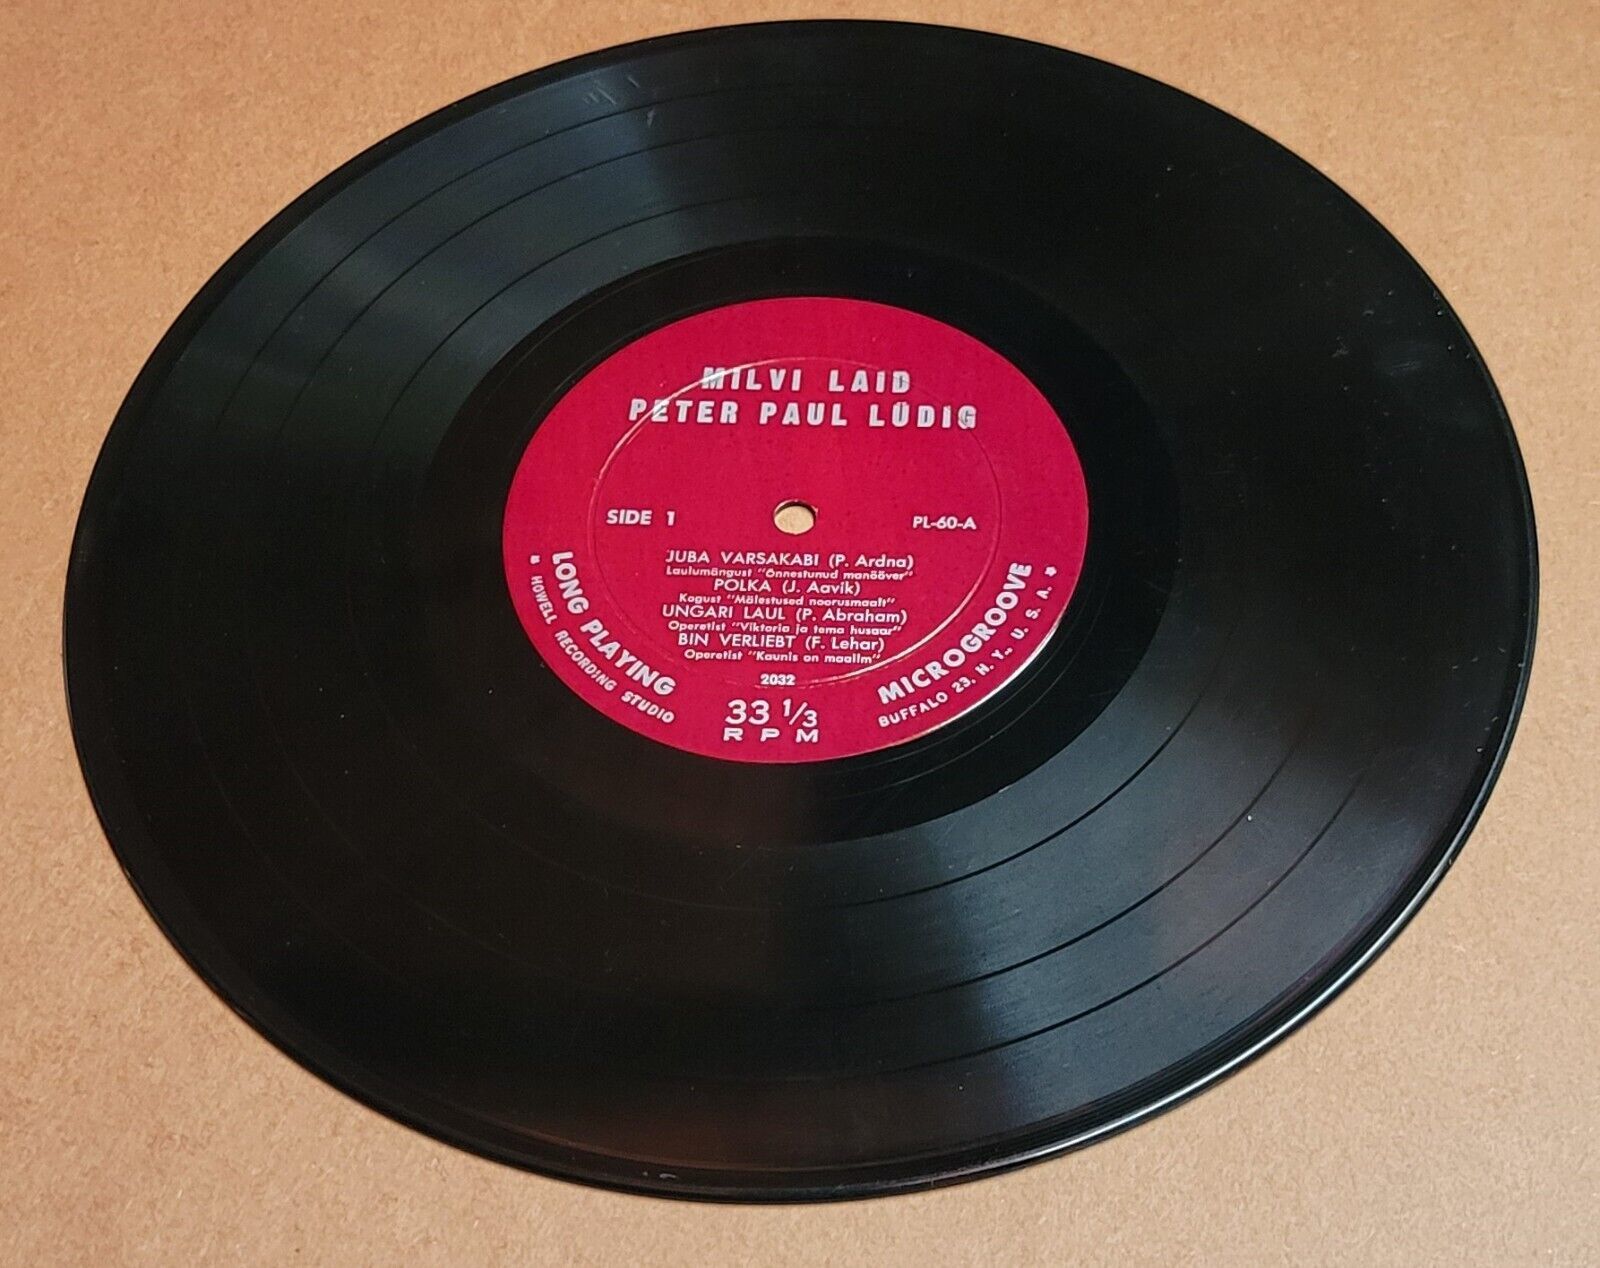 MILVI LAID
PETER PAUL LÜDIG
SIDE 1
PL-60-A
JUBA VARSAKABI (P. Ardna)
Laulumängust "Õnnestunud manööver"
POLKA (J. Aavik)
Kogust "Mälestused noorusmaalt"
UNGARI LAUL (P. Abraham)
Operetist "Viktoria ja tema husaar"
BIN VERLIEBT (F. Lehar)
Operetist "Kaunis on maailm"
2032
33 1/3
RPM
LONG PLAYING
MICROGROOVE
★ HOWELL RECORDING STUDIO
BUFFALO 23, N. Y., U. S. A. ★